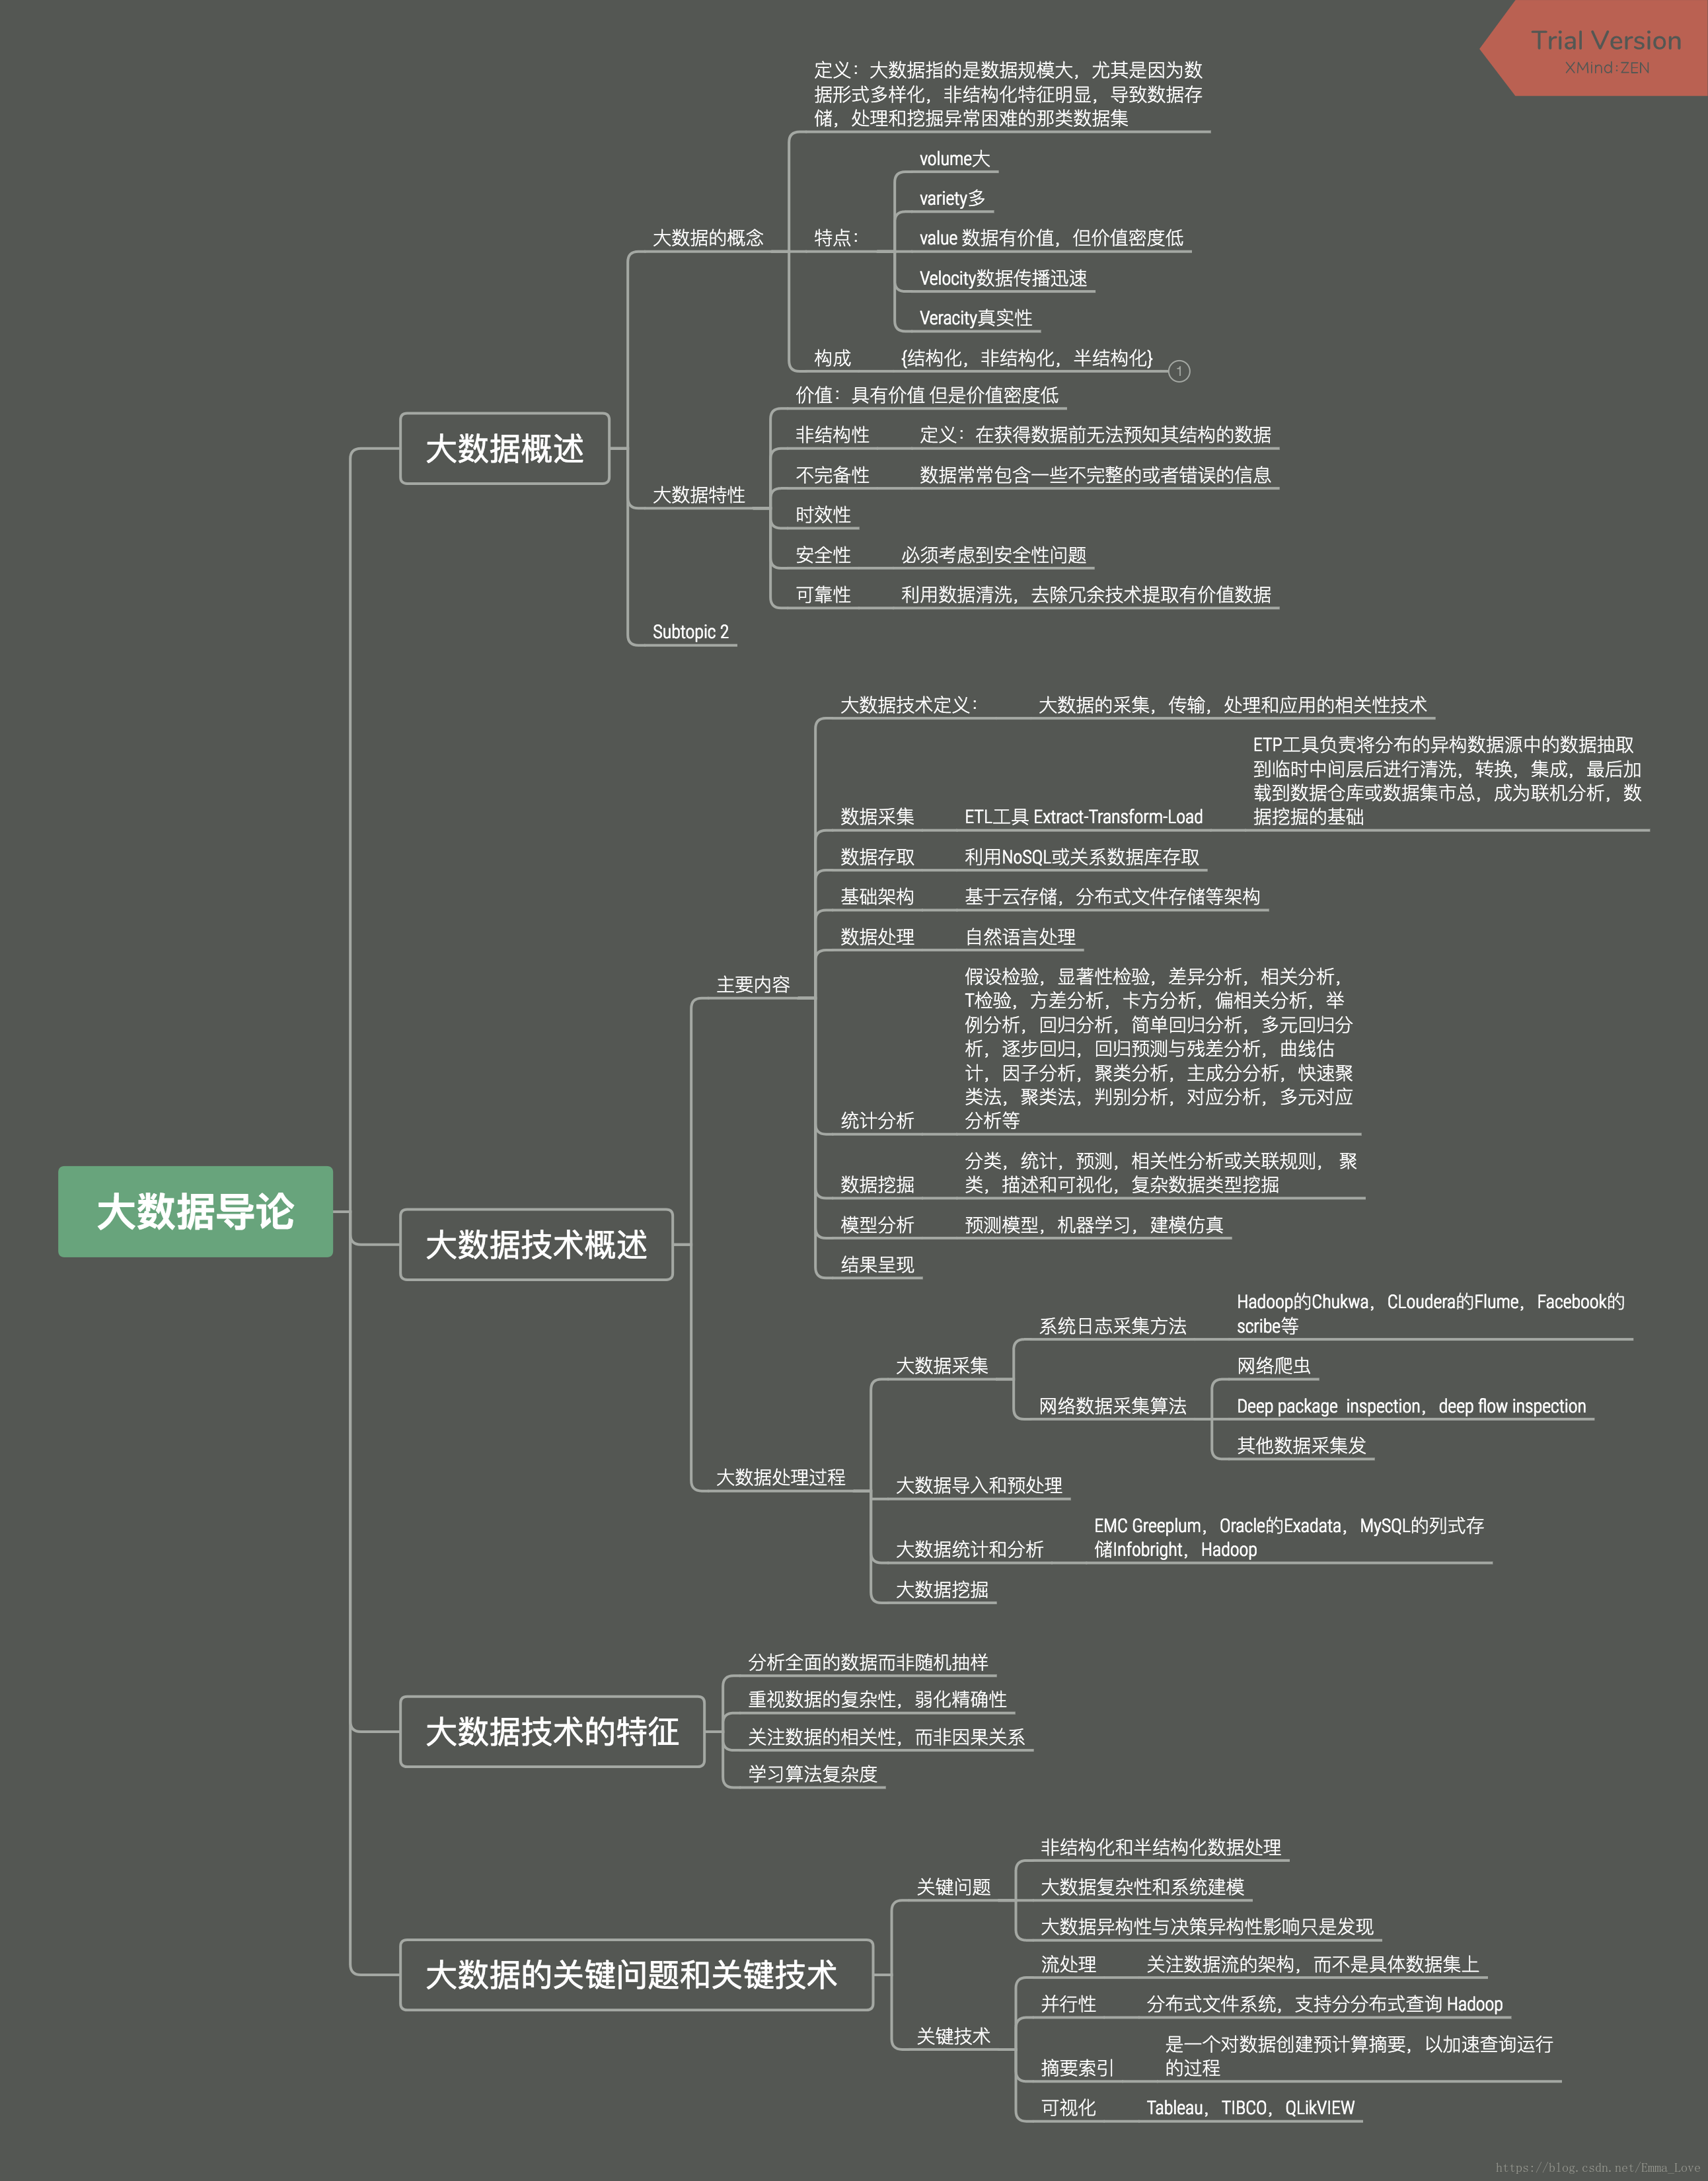 Trial Version
XMind:ZEN
定义：大数据指的是数据规模大，尤其是因为数
据形式多样化，非结构化特征明显，导致数据存
储，处理和挖掘异常困难的那类数据集
volume大
variety多
大数据的概念
特点：
value 数据有价值，但价值密度低
Velocity数据传播迅速
Veracity真实性
构成
{结构化，非结构化，半结构化}
1
大数据概述
价值：具有价值 但是价值密度低
非结构性
定义：在获得数据前无法预知其结构的数据
不完备性
数据常常包含一些不完整的或者错误的信息
大数据特性
时效性
安全性
必须考虑到安全性问题
可靠性
利用数据清洗，去除冗余技术提取有价值数据
Subtopic 2
大数据技术定义：
大数据的采集，传输，处理和应用的相关性技术
ETP工具负责将分布的异构数据源中的数据抽取
到临时中间层后进行清洗，转换，集成，最后加
载到数据仓库或数据集市总，成为联机分析，数
据挖掘的基础
数据采集
ETL工具 Extract-Transform-Load
数据存取
利用NoSQL或关系数据库存取
基础架构
基于云存储，分布式文件存储等架构
数据处理
自然语言处理
主要内容
假设检验，显著性检验，差异分析，相关分析，
T检验，方差分析，卡方分析，偏相关分析，举
例分析，回归分析，简单回归分析，多元回归分
析，逐步回归，回归预测与残差分析，曲线估
计，因子分析，聚类分析，主成分分析，快速聚
类法，聚类法，判别分析，对应分析，多元对应
分析等
统计分析
分类，统计，预测，相关性分析或关联规则， 聚
类，描述和可视化，复杂数据类型挖掘
数据挖掘
模型分析
预测模型，机器学习，建模仿真
结果呈现
大数据导论
大数据技术概述
Hadoop的Chukwa，CLoudera的Flume，Facebook的
scribe等
系统日志采集方法
大数据采集
网络爬虫
网络数据采集算法
Deep package  inspection，deep flow inspection
其他数据采集发
大数据处理过程
大数据导入和预处理
EMC Greeplum，Oracle的Exadata，MySQL的列式存
储Infobright，Hadoop
大数据统计和分析
大数据挖掘
分析全面的数据而非随机抽样
重视数据的复杂性，弱化精确性
大数据技术的特征
关注数据的相关性，而非因果关系
学习算法复杂度
非结构化和半结构化数据处理
关键问题
大数据复杂性和系统建模
大数据异构性与决策异构性影响只是发现
大数据的关键问题和关键技术
流处理
关注数据流的架构，而不是具体数据集上
并行性
分布式文件系统，支持分分布式查询 Hadoop
关键技术
是一个对数据创建预计算摘要，以加速查询运行
的过程
摘要索引
可视化
Tableau，TIBCO，QLikVIEW
https://blog.csdn.net/Emma_Love